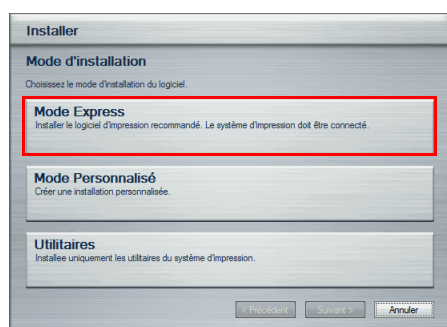 Installer
Mode d'installation
Choisissez le mode d'installation du logiciel.
Mode Express
Installer le logiciel d'impression recommandé. Le système d'impression doit être connecté.
Mode Personnalisé
Créer une installation personnalisée.
Utilitaires
Installee uniquement les utilitaires du système d'impression.
< Précédent Suivant > Annuler